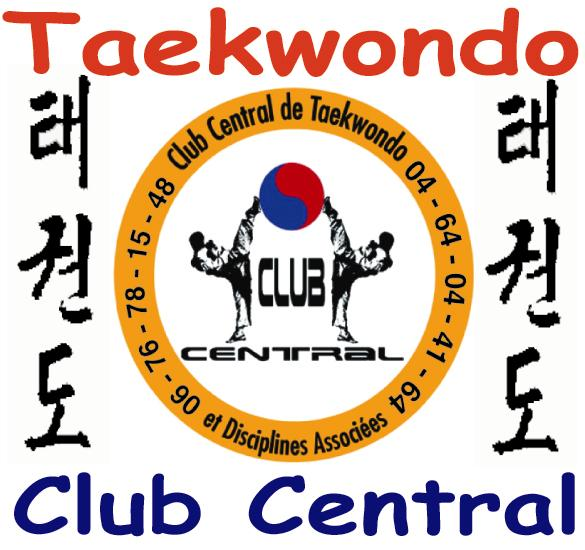 Taekwondo
태권도
Club Central de Taekwondo
04 - 64 - 04 - 41 - 64
06 - 76 - 78 - 15 - 48
et Disciplines Associées
CLUB
CENTRAL
태권도
Club Central